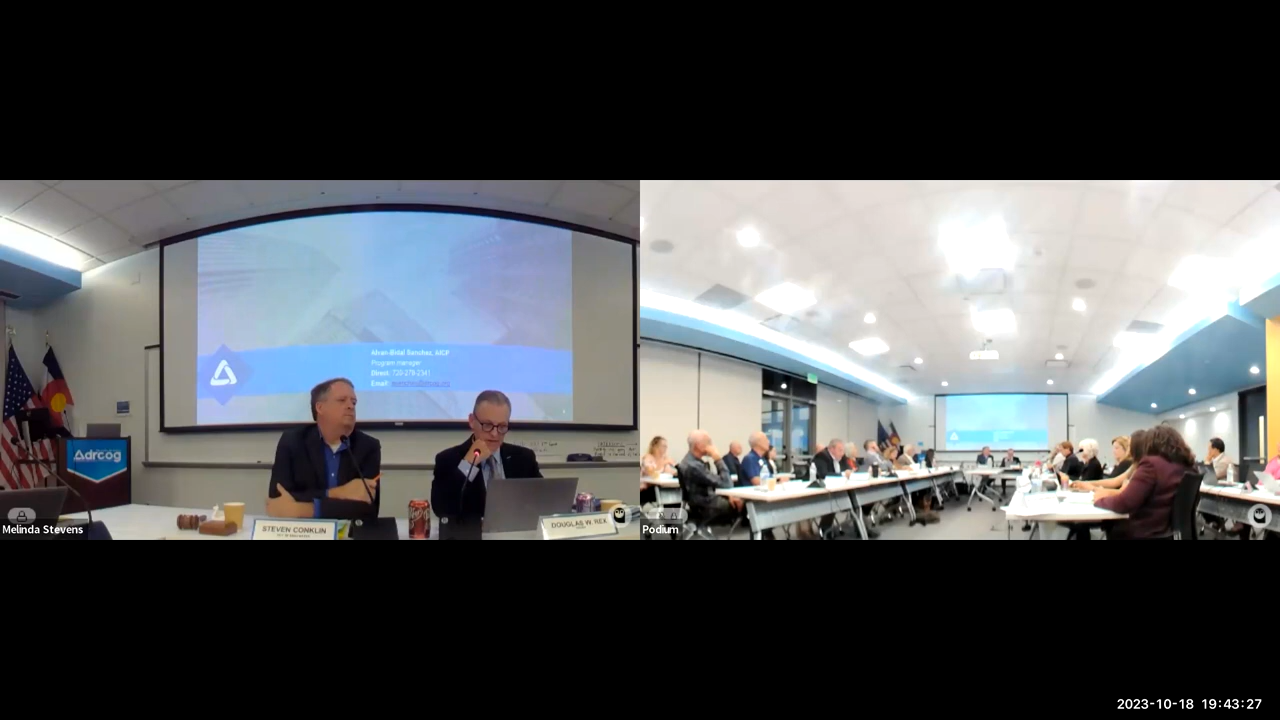 Alvan-Bidal Sanchez, AICP
Program manager
Direct: 720-278-2341
Email:
drcog
STEVEN CONKLIN
DOUGLAS W. REX
Melinda Stevens
Podium
2023-10-18 19:43:27